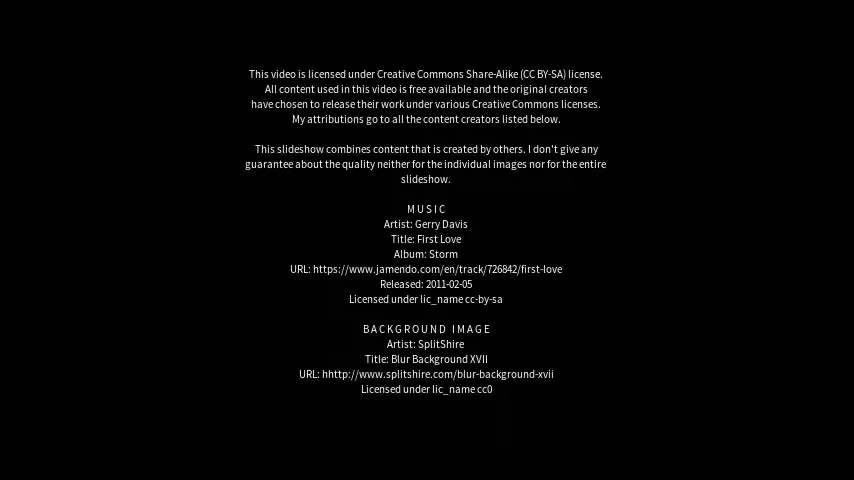 This video is licensed under Creative Commons Share-Alike (CC BY-SA) license.
All content used in this video is free available and the original creators
have chosen to release their work under various Creative Commons licenses.
My attributions go to all the content creators listed below.
This slideshow combines content that is created by others. I don't give any
guarantee about the quality neither for the individual images nor for the entire
slideshow.
MUSIC
Artist: Gerry Davis
Title: First Love
Album: Storm
URL: https://www.jamendo.com/en/track/726842/first-love
Released: 2011-02-05
Licensed under lic_name cc-by-sa
BACKGROUND IMAGE
Artist: SplitShire
Title: Blur Background XVII
URL: hhttp://www.splitshire.com/blur-background-xvii
Licensed under lic_name cc0